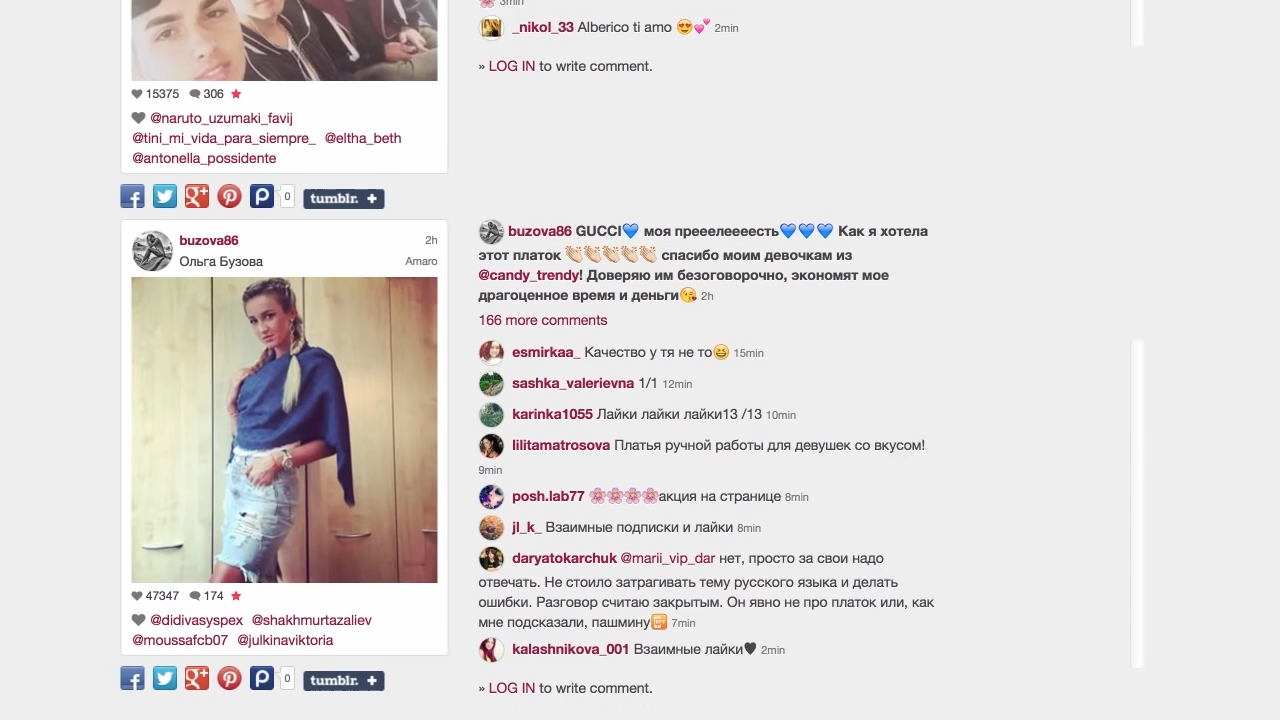 3min
_nikol_33 Alberico ti amo 😍💕 2min
» LOG IN to write comment.
15375 306
@naruto_uzumaki_favij
@tini_mi_vida_para_siempre_ @eltha_beth
@antonella_possidente
0
tumblr. +
buzova86 2h
Ольга Бузова Amaro
47347 174
@didivasyspex @shakhmurtazaliev
@moussafcb07 @julkinaviktoria
0
tumblr. +
buzova86 GUCCI💙 моя прееелеееесть💙💙💙 Как я хотела
этот платок 👏👏👏👏👏 спасибо моим девочкам из
@candy_trendy! Доверяю им безоговорочно, экономят мое
драгоценное время и деньги😘 2h
166 more comments
esmirkaa_ Качество у тя не то😆 15min
sashka_valerievna 1/1 12min
karinka1055 Лайки лайки лайки13 /13 10min
lilitamatrosova Платья ручной работы для девушек со вкусом!
9min
posh.lab77 🌸🌸🌸🌸акция на странице 8min
jl_k_ Взаимные подписки и лайки 8min
daryatokarchuk @marii_vip_dar нет, просто за свои надо
отвечать. Не стоило затрагивать тему русского языка и делать
ошибки. Разговор считаю закрытым. Он явно не про платок или, как
мне подсказали, пашмину 7min
kalashnikova_001 Взаимные лайки🖤 2min
» LOG IN to write comment.